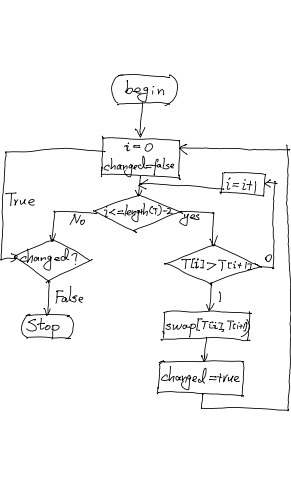 begin
i=0
changed=false
i=i+1
i<=length(T)-2
No
yes
True
changed?
T[i]>T[i+1]
0
False
1
Stop
swap(T[i],T[i+1])
changed=true